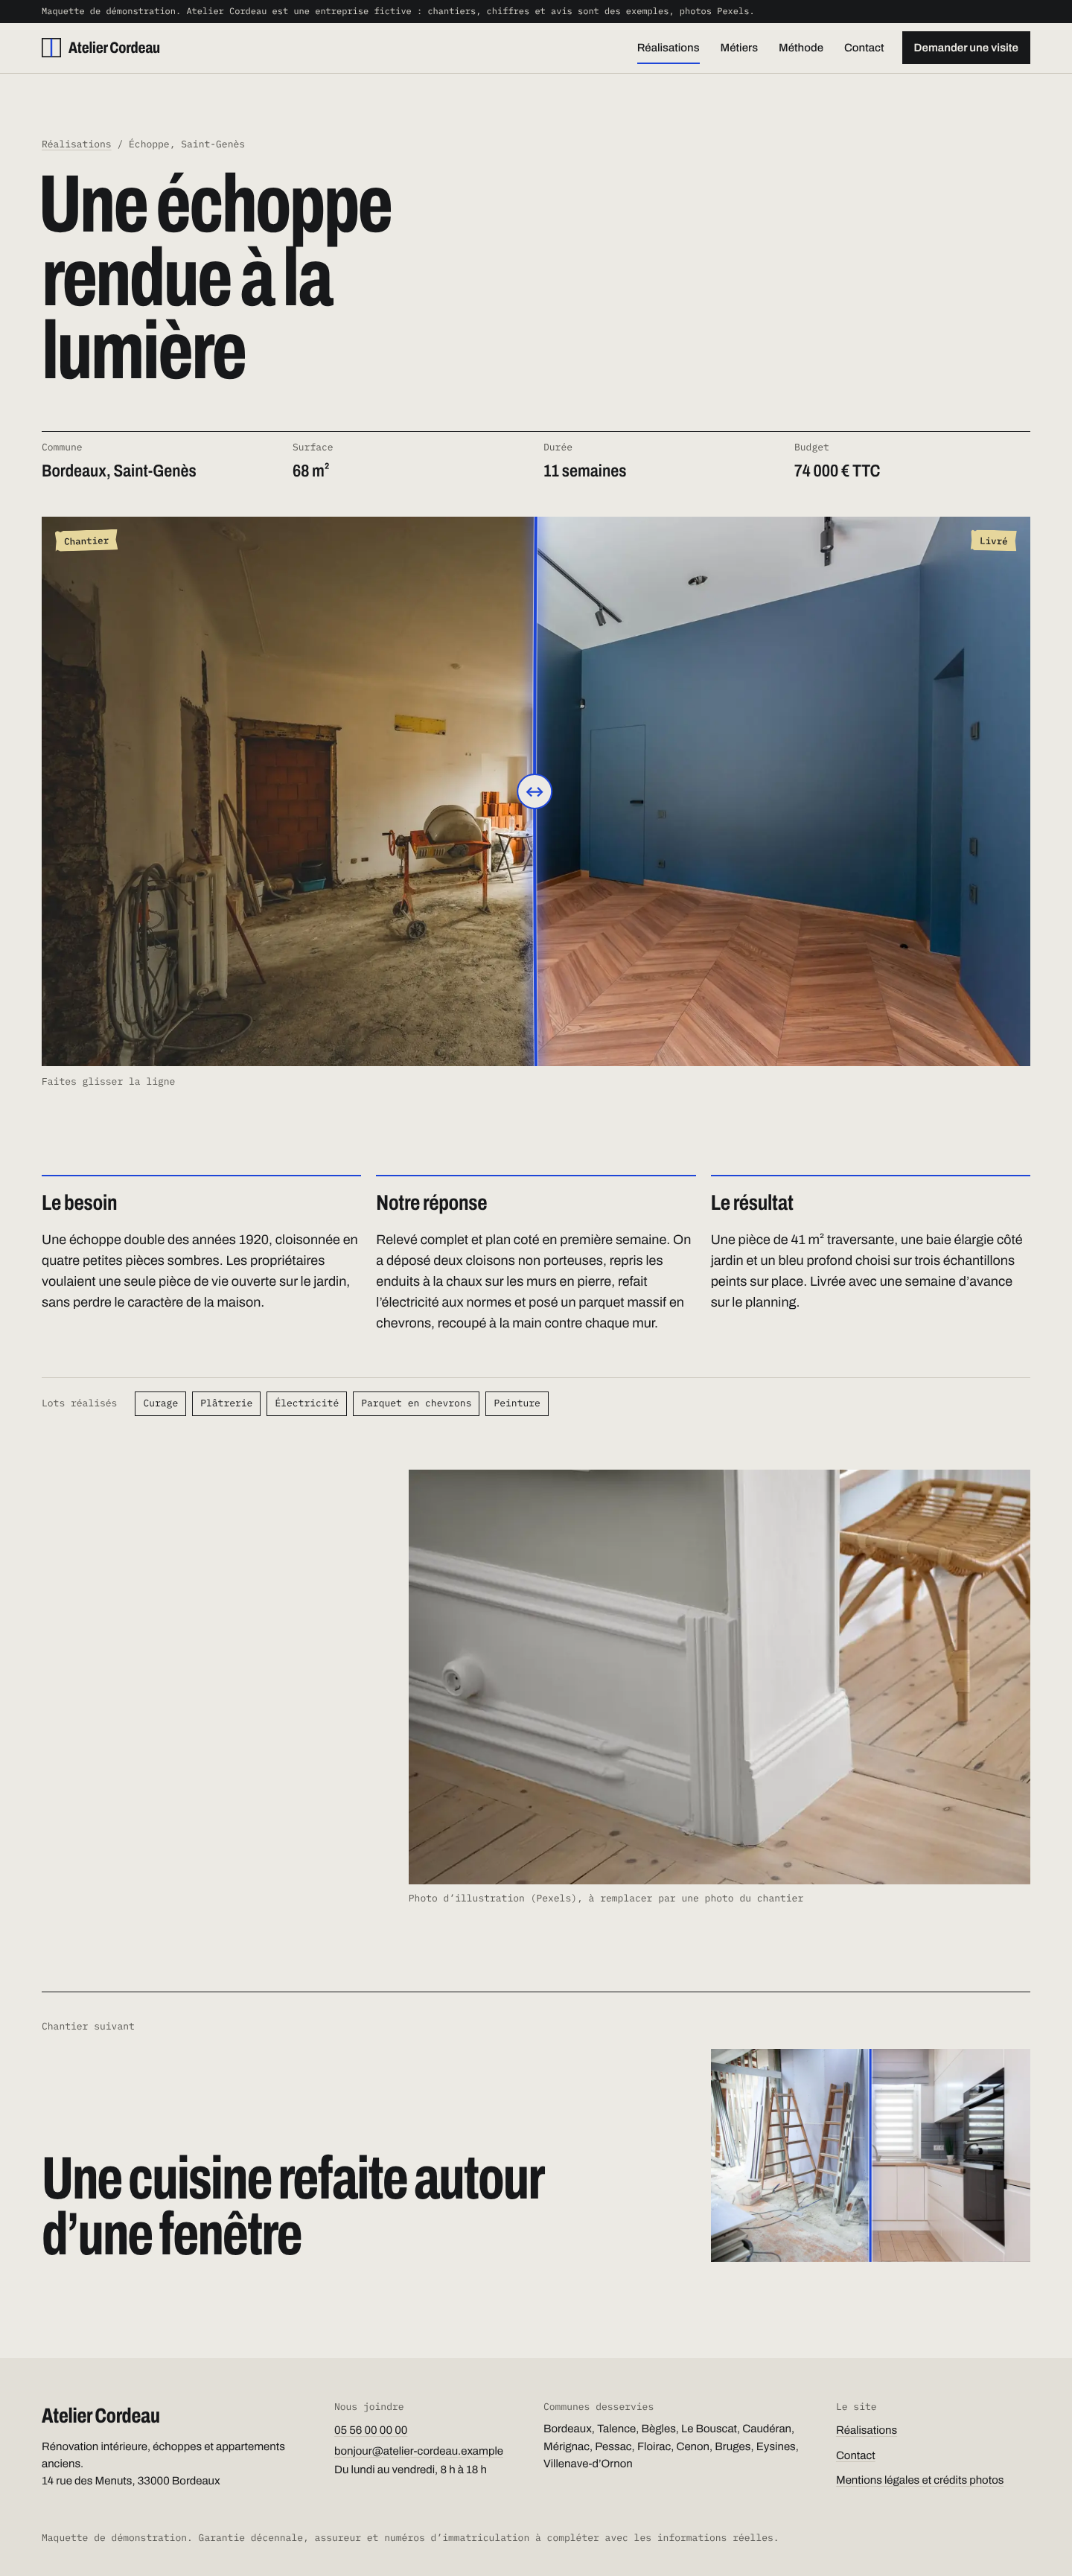 Maquette de démonstration. Atelier Cordeau est une entreprise fictive : chantiers, chiffres et avis sont des exemples, photos Pexels.
Atelier Cordeau
Réalisations
Métiers
Méthode
Contact
Demander une visite
Réalisations / Échoppe, Saint-Genès
Une échoppe
rendue à la
lumière
Commune
Bordeaux, Saint-Genès
Surface
68 m²
Durée
11 semaines
Budget
74 000 € TTC
Chantier
Livré
Faites glisser la ligne
Le besoin
Une échoppe double des années 1920, cloisonnée en
quatre petites pièces sombres. Les propriétaires
voulaient une seule pièce de vie ouverte sur le jardin,
sans perdre le caractère de la maison.
Notre réponse
Relevé complet et plan coté en première semaine. On
a déposé deux cloisons non porteuses, repris les
enduits à la chaux sur les murs en pierre, refait
l’électricité aux normes et posé un parquet massif en
chevrons, recoupé à la main contre chaque mur.
Le résultat
Une pièce de 41 m² traversante, une baie élargie côté
jardin et un bleu profond choisi sur trois échantillons
peints sur place. Livrée avec une semaine d’avance
sur le planning.
Lots réalisés
Curage
Plâtrerie
Électricité
Parquet en chevrons
Peinture
Photo d’illustration (Pexels), à remplacer par une photo du chantier
Chantier suivant
Une cuisine refaite autour
d’une fenêtre
Atelier Cordeau
Rénovation intérieure, échoppes et appartements
anciens.
14 rue des Menuts, 33000 Bordeaux
Nous joindre
05 56 00 00 00
bonjour@atelier-cordeau.example
Du lundi au vendredi, 8 h à 18 h
Communes desservies
Bordeaux, Talence, Bègles, Le Bouscat, Caudéran,
Mérignac, Pessac, Floirac, Cenon, Bruges, Eysines,
Villenave-d’Ornon
Le site
Réalisations
Contact
Mentions légales et crédits photos
Maquette de démonstration. Garantie décennale, assureur et numéros d’immatriculation à compléter avec les informations réelles.